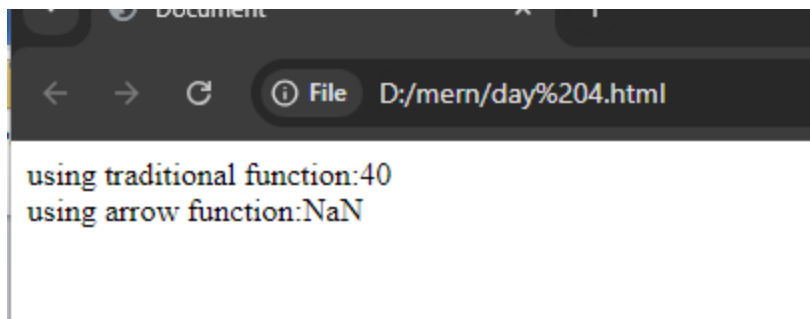 Document
File D:/mern/day%204.html
using traditional function:40
using arrow function:NaN